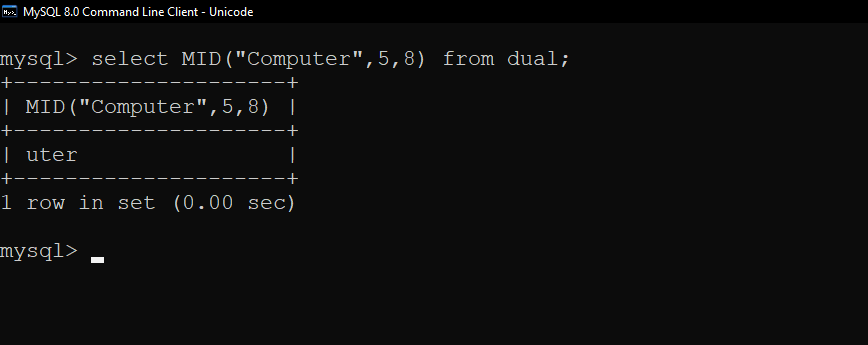 MySQL 8.0 Command Line Client - Unicode
mysql> select MID("Computer",5,8) from dual;
+---------------------+
| MID("Computer",5,8) |
+---------------------+
| uter                |
+---------------------+
1 row in set (0.00 sec)
mysql>